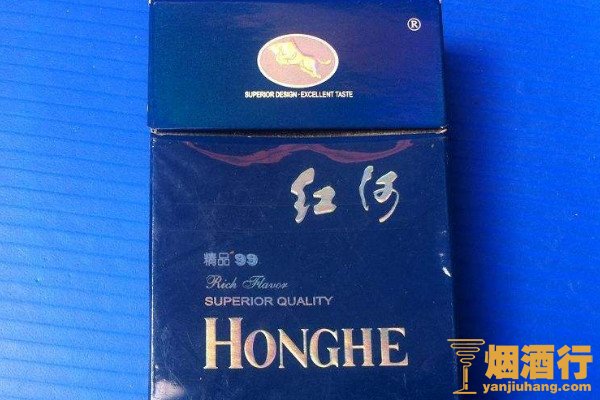 ®
SUPERIOR DESIGN·EXCELLENT TASTE
红河
精品99
Rich Flavor
SUPERIOR QUALITY
HONGHE
烟酒行
yanjiuhang.com